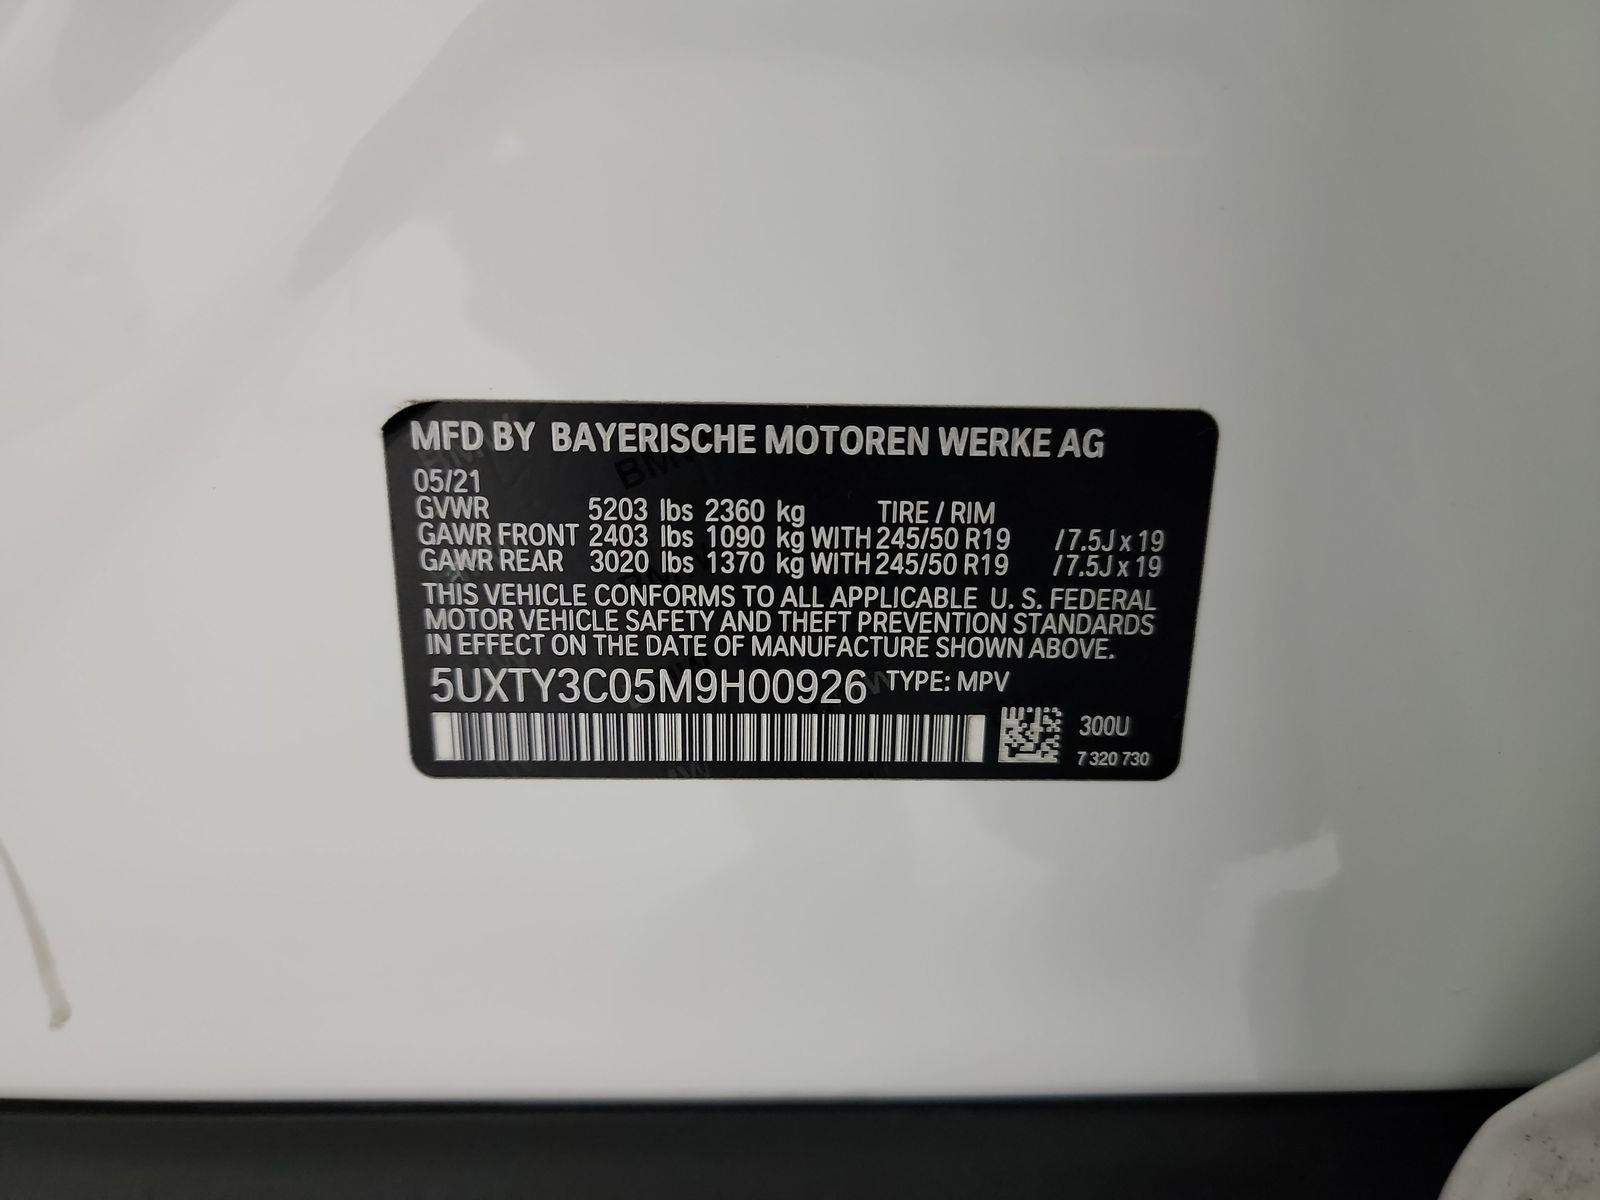 MFD BY BAYERISCHE MOTOREN WERKE AG
05/21
GVWR 5203 lbs 2360 kg TIRE / RIM
GAWR FRONT 2403 lbs 1090 kg WITH 245/50 R19 / 7.5J x 19
GAWR REAR 3020 lbs 1370 kg WITH 245/50 R19 / 7.5J x 19
THIS VEHICLE CONFORMS TO ALL APPLICABLE U. S. FEDERAL
MOTOR VEHICLE SAFETY AND THEFT PREVENTION STANDARDS
IN EFFECT ON THE DATE OF MANUFACTURE SHOWN ABOVE.
5UXTY3C05M9H00926 TYPE: MPV
300U
7 320 730